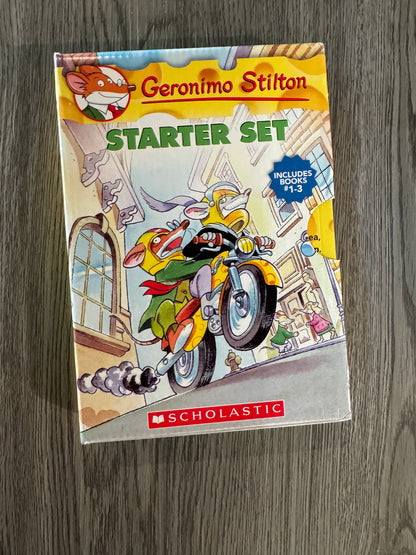 Geronimo Stilton
STARTER SET
INCLUDES
BOOKS
#1-3
SCHOLASTIC